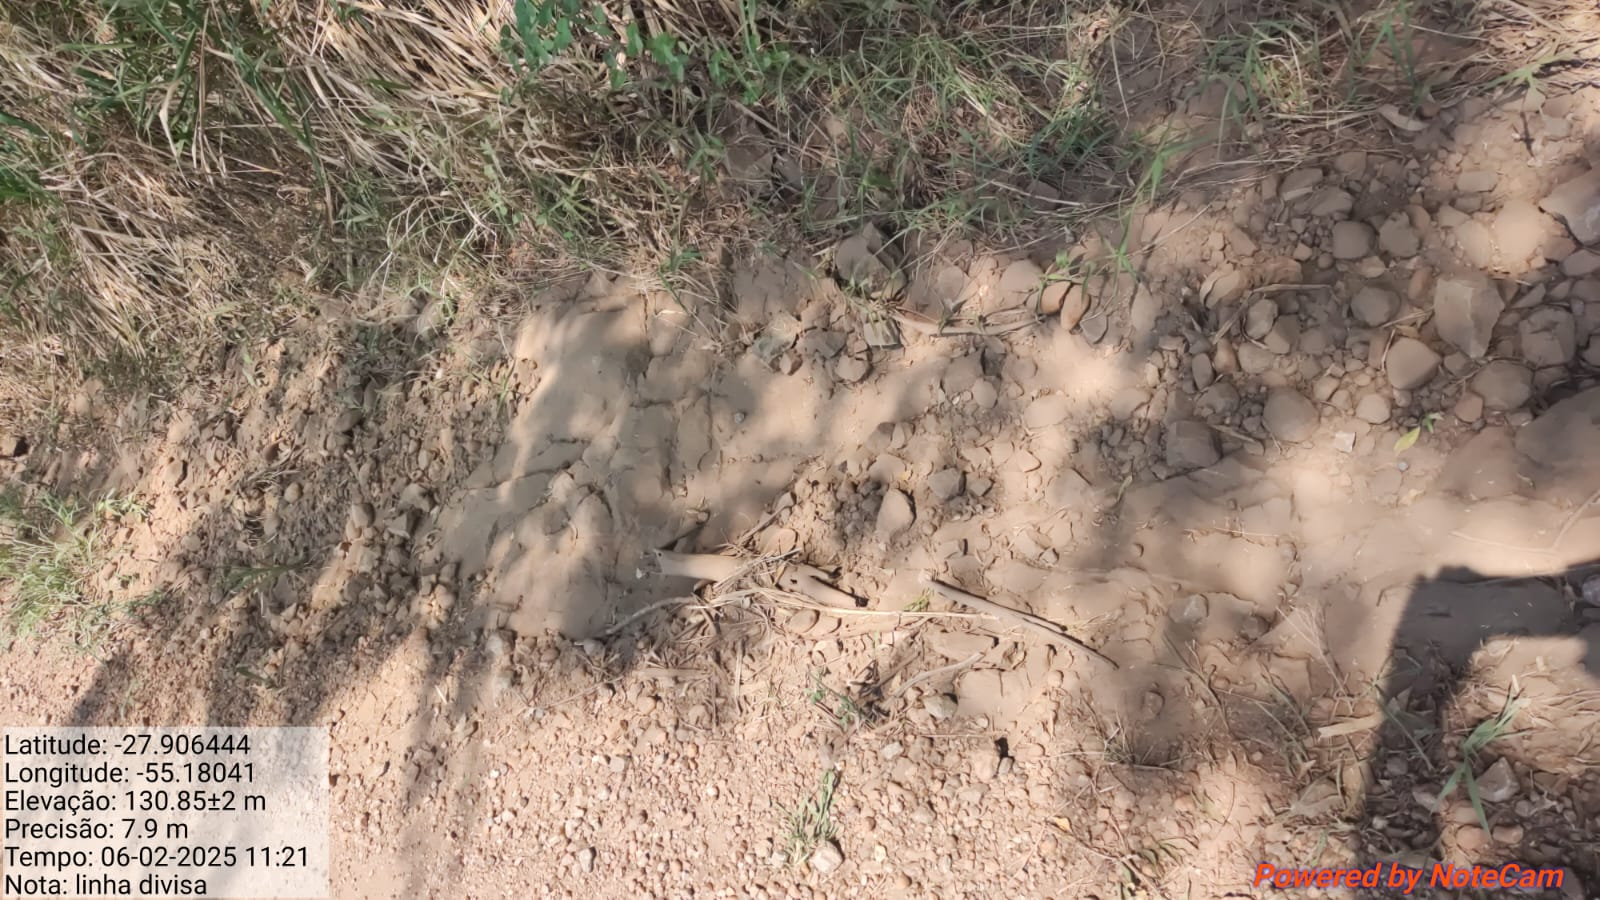 Latitude: -27.906444
Longitude: -55.18041
Elevação: 130.85±2 m
Precisão: 7.9 m
Tempo: 06-02-2025 11:21
Nota: linha divisa
Powered by NoteCam